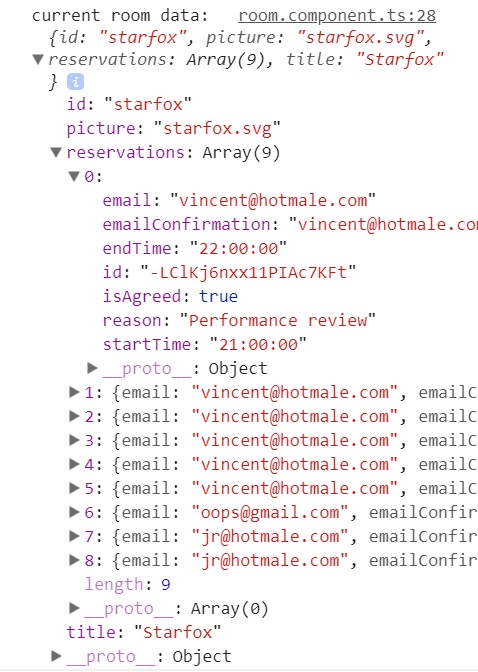 current room data: room.component.ts:28
{id: "starfox", picture: "starfox.svg",
reservations: Array(9), title: "Starfox"
} i
id: "starfox"
picture: "starfox.svg"
reservations: Array(9)
0:
email: "vincent@hotmale.com"
emailConfirmation: "vincent@hotmale.com
endTime: "22:00:00"
id: "-LClKj6nxx11PIAc7KFt"
isAgreed: true
reason: "Performance review"
startTime: "21:00:00"
__proto__: Object
1: {email: "vincent@hotmale.com", emailC
2: {email: "vincent@hotmale.com", emailC
3: {email: "vincent@hotmale.com", emailC
4: {email: "vincent@hotmale.com", emailC
5: {email: "vincent@hotmale.com", emailC
6: {email: "oops@gmail.com", emailConfir
7: {email: "jr@hotmale.com", emailConfir
8: {email: "jr@hotmale.com", emailConfir
length: 9
__proto__: Array(0)
title: "Starfox"
__proto__: Object